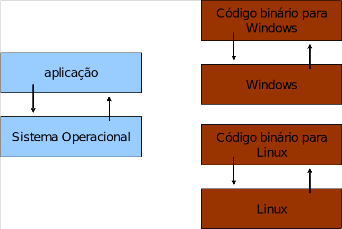 aplicação
Sistema Operacional
Código binário para
Windows
Windows
Código binário para
Linux
Linux